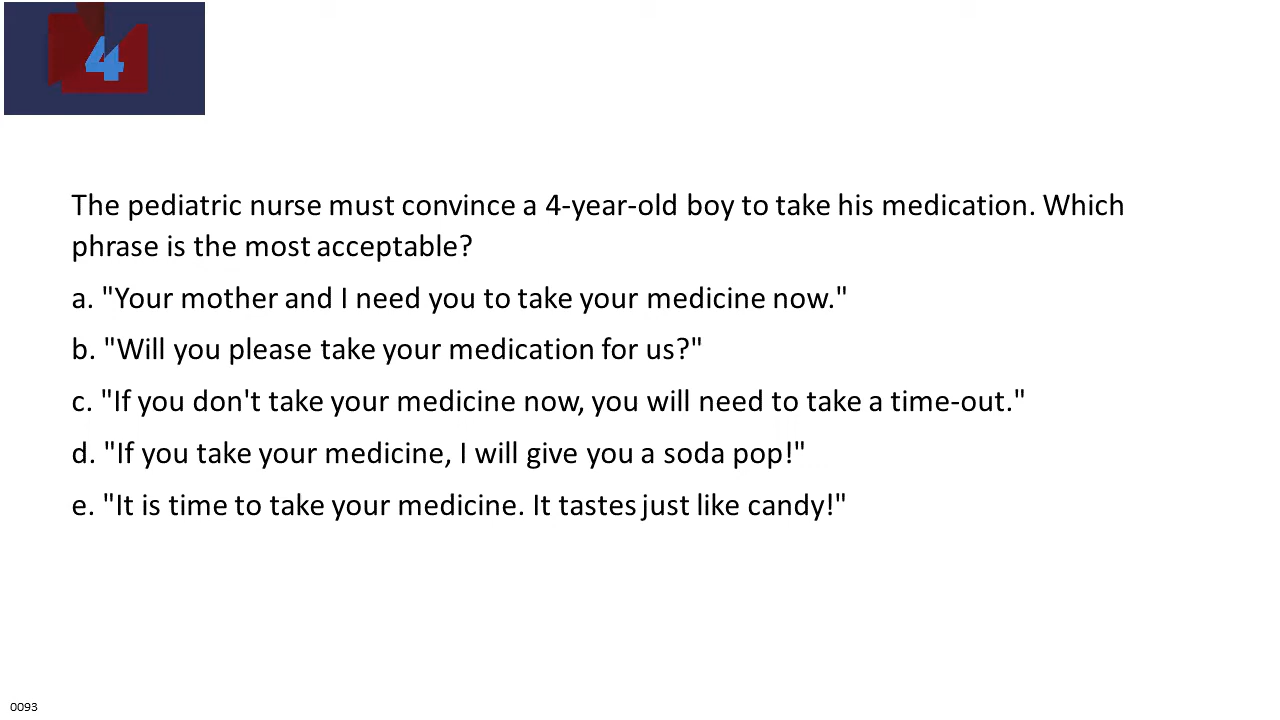 4
The pediatric nurse must convince a 4-year-old boy to take his medication. Which
phrase is the most acceptable?
a. "Your mother and I need you to take your medicine now."
b. "Will you please take your medication for us?"
c. "If you don't take your medicine now, you will need to take a time-out."
d. "If you take your medicine, I will give you a soda pop!"
e. "It is time to take your medicine. It tastes just like candy!"
0093